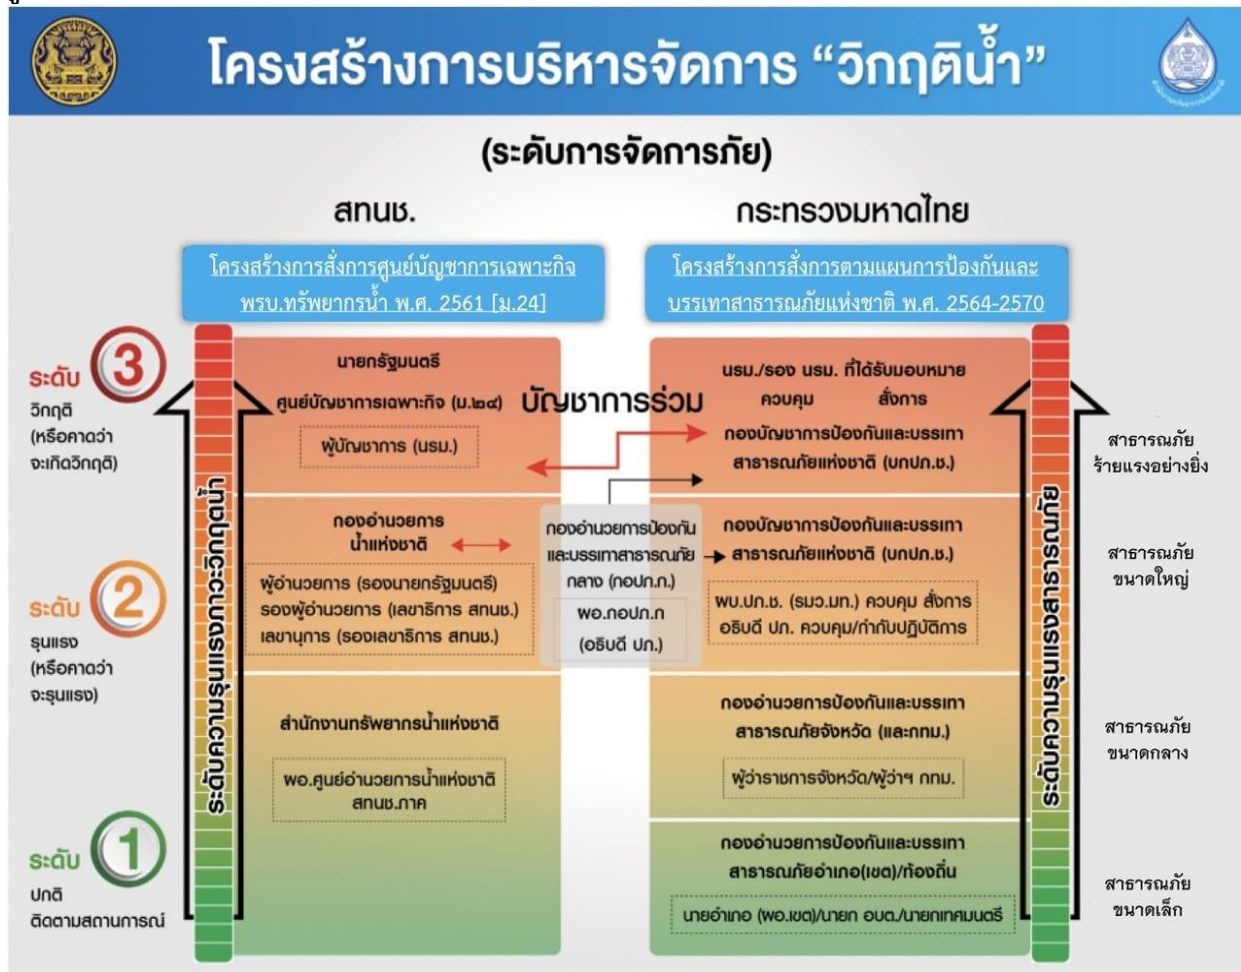 โครงสร้างการบริหารจัดการ “วิกฤติน้ำ”
(ระดับการจัดการภัย)
สทนช.
กระทรวงมหาดไทย
โครงสร้างการสั่งการศูนย์บัญชาการเฉพาะกิจ
พรบ.ทรัพยากรน้ำ พ.ศ. 2561 [ม.24]
โครงสร้างการสั่งการตามแผนการป้องกันและ
บรรเทาสาธารณภัยแห่งชาติ พ.ศ. 2564-2570
ระดับ 3
วิกฤติ
(หรือคาดว่า
จะเกิดวิกฤติ)
ระดับ 2
รุนแรง
(หรือคาดว่า
จะรุนแรง)
ระดับ 1
ปกติ
ติดตามสถานการณ์
ระดับความรุนแรงภาวะวิกฤตน้ำ
นายกรัฐมนตรี
ศูนย์บัญชาการเฉพาะกิจ (ม.๒๔)
ผู้บัญชาการ (นรม.)
กองอำนวยการ
น้ำแห่งชาติ
ผู้อำนวยการ (รองนายกรัฐมนตรี)
รองผู้อำนวยการ (เลขาธิการ สทนช.)
เลขานุการ (รองเลขาธิการ สทนช.)
สำนักงานทรัพยากรน้ำแห่งชาติ
ผอ.ศูนย์อำนวยการน้ำแห่งชาติ
สทนช.ภาค
บัญชาการร่วม
กองอำนวยการป้องกัน
และบรรเทาสาธารณภัย
กลาง (กอปภ.ก.)
ผอ.กอปภ.ก
(อธิบดี ปภ.)
นรม./รอง นรม. ที่ได้รับมอบหมาย
ควบคุม สั่งการ
กองบัญชาการป้องกันและบรรเทา
สาธารณภัยแห่งชาติ (บกปภ.ช.)
กองบัญชาการป้องกันและบรรเทา
สาธารณภัยแห่งชาติ (บกปภ.ช.)
ผบ.ปภ.ช. (รมว.มท.) ควบคุม สั่งการ
อธิบดี ปภ. ควบคุม/กำกับปฏิบัติการ
กองอำนวยการป้องกันและบรรเทา
สาธารณภัยจังหวัด (และกทม.)
ผู้ว่าราชการจังหวัด/ผู้ว่าฯ กทม.
กองอำนวยการป้องกันและบรรเทา
สาธารณภัยอำเภอ(เขต)/ท้องถิ่น
นายอำเภอ (ผอ.เขต)/นายก อบต./นายกเทศมนตรี
ระดับความรุนแรงสาธารณภัย
สาธารณภัย
ร้ายแรงอย่างยิ่ง
สาธารณภัย
ขนาดใหญ่
สาธารณภัย
ขนาดกลาง
สาธารณภัย
ขนาดเล็ก